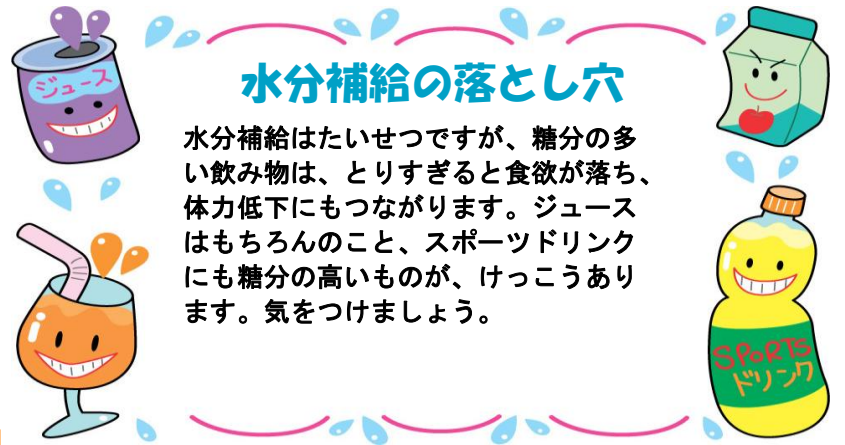 水分補給の落とし穴
水分補給はたいせつですが、糖分の多
い飲み物は、とりすぎると食欲が落ち、
体力低下にもつながります。ジュース
はもちろんのこと、スポーツドリンク
にも糖分の高いものが、けっこうあり
ます。気をつけましょう。
ジュース
SPORTS
ドリンク